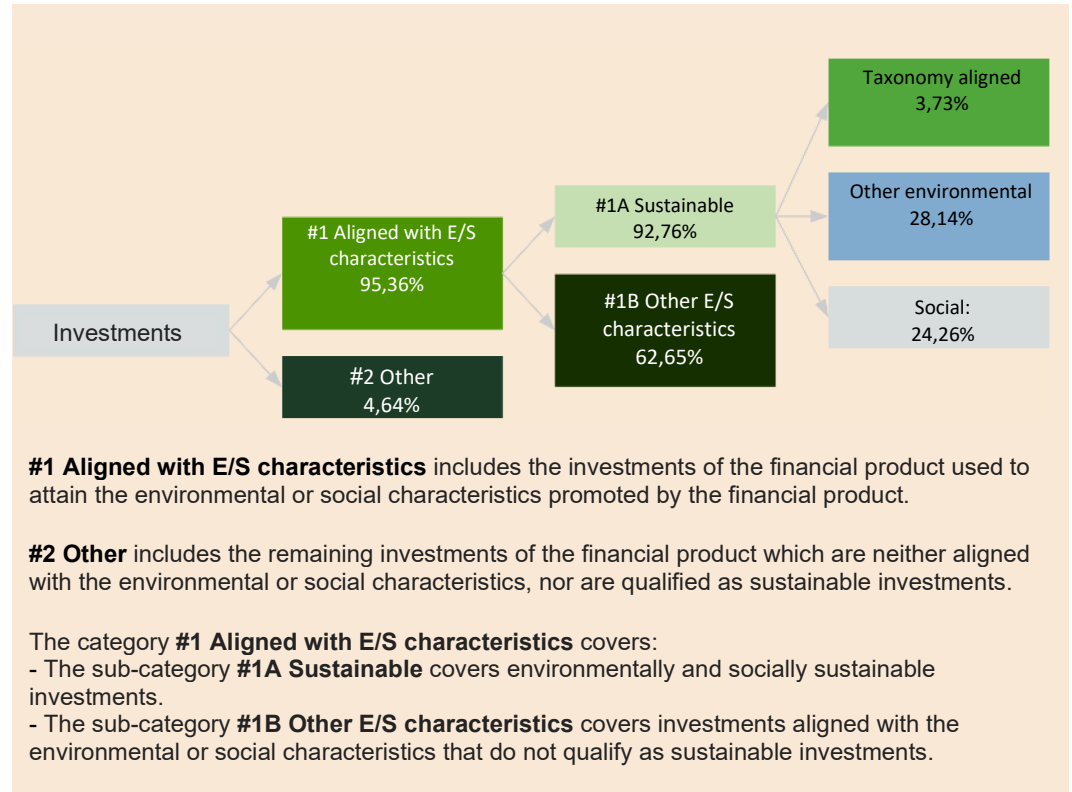 Taxonomy aligned
3,73%
Other environmental
28,14%
#1A Sustainable
92,76%
#1 Aligned with E/S
characteristics
95,36%
#1B Other E/S
characteristics
62,65%
Social:
24,26%
Investments
#2 Other
4,64%
#1 Aligned with E/S characteristics includes the investments of the financial product used to
attain the environmental or social characteristics promoted by the financial product.
#2 Other includes the remaining investments of the financial product which are neither aligned
with the environmental or social characteristics, nor are qualified as sustainable investments.
The category #1 Aligned with E/S characteristics covers:
- The sub-category #1A Sustainable covers environmentally and socially sustainable
investments.
- The sub-category #1B Other E/S characteristics covers investments aligned with the
environmental or social characteristics that do not qualify as sustainable investments.